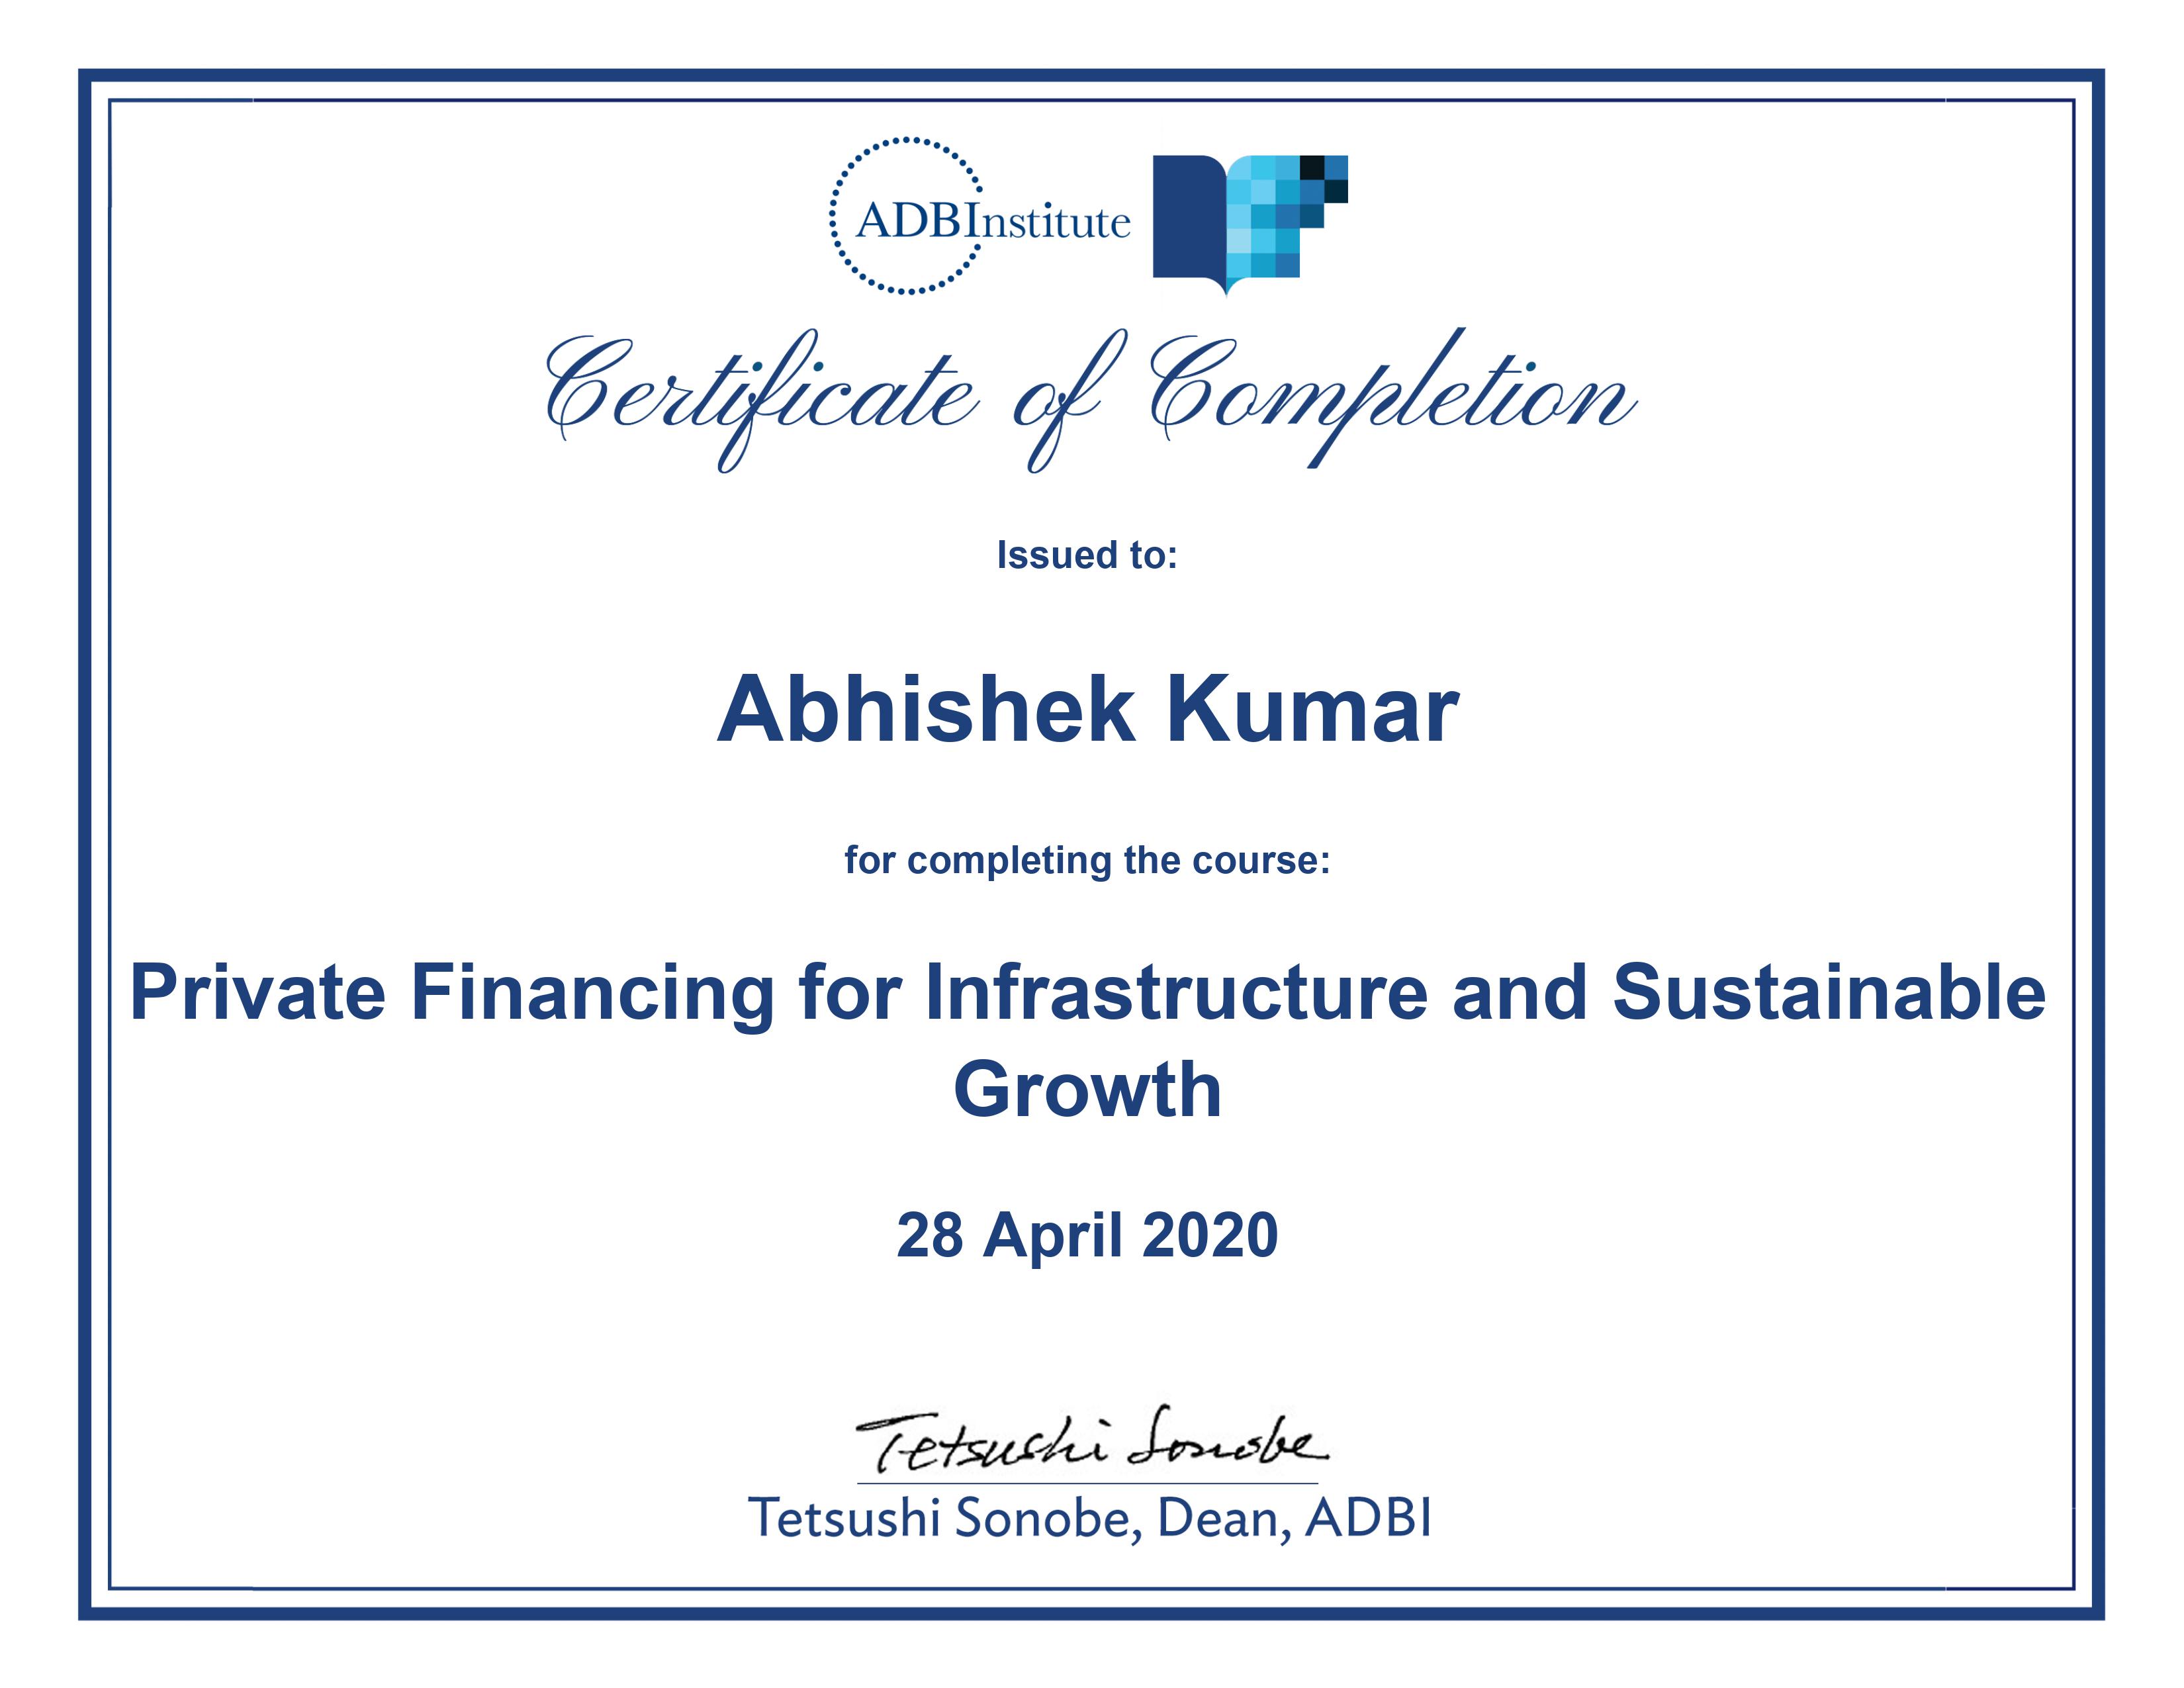 ADBInstitute
Certificate of Completion
Issued to:
Abhishek Kumar
for completing the course:
Private Financing for Infrastructure and Sustainable
Growth
28 April 2020
Tetsushi Sonobe
Tetsushi Sonobe, Dean, ADBI